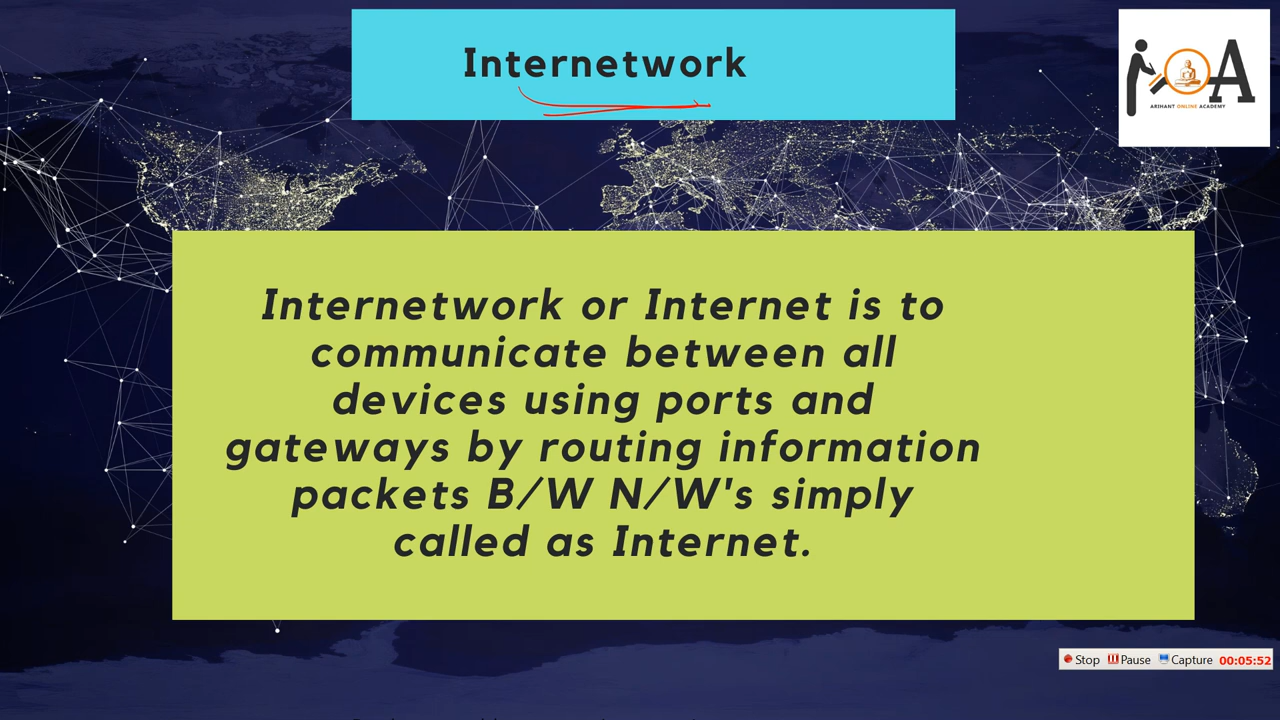 Internetwork
ARIHANT ONLINE ACADEMY
Internetwork or Internet is to
communicate between all
devices using ports and
gateways by routing information
packets B/W N/W's simply
called as Internet.
Stop Pause Capture 00:05:52